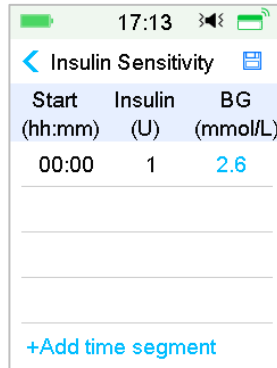 17:13
Insulin Sensitivity
Start Insulin BG
(hh:mm) (U) (mmol/L)
00:00 1 2.6
+Add time segment